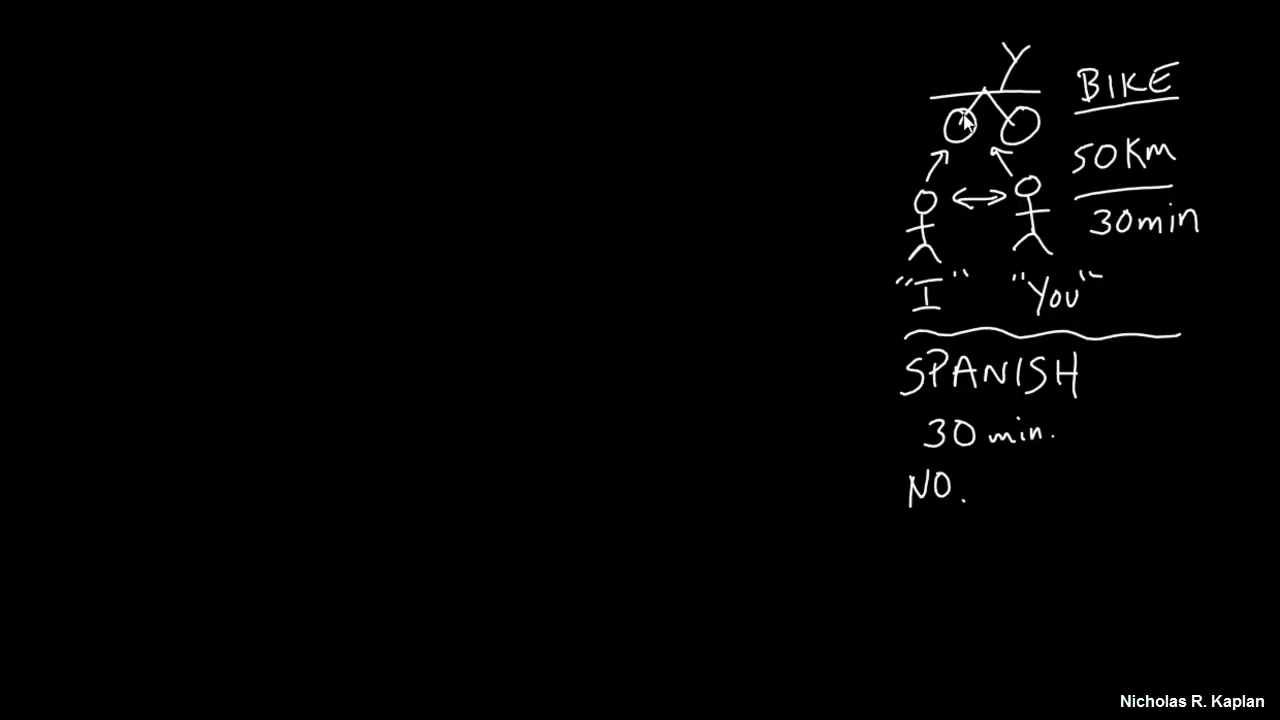 BIKE
50Km
30min
"I" "You"
SPANISH
30 min.
NO.
Nicholas R. Kaplan